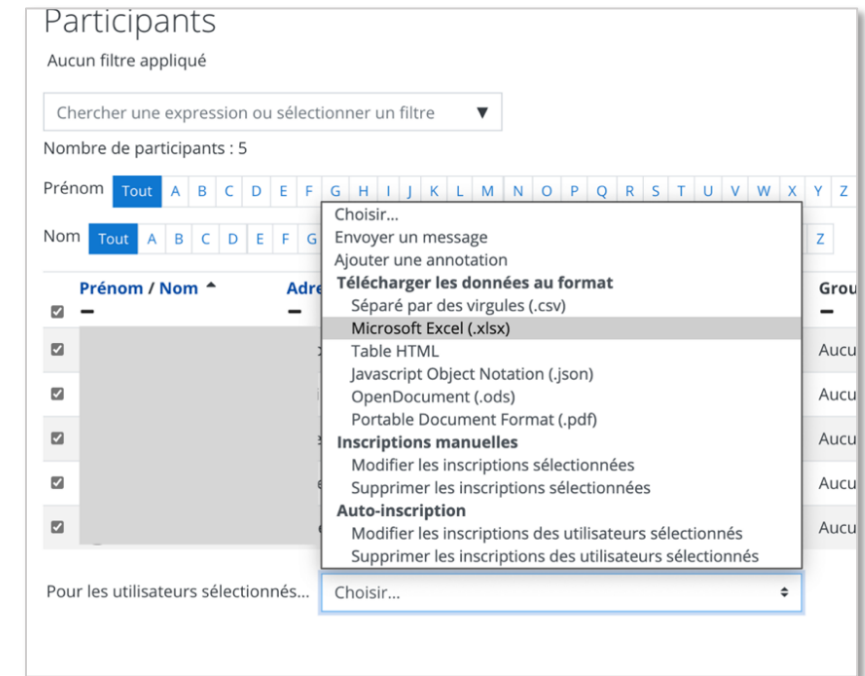 Participants
Aucun filtre appliqué
Chercher une expression ou sélectionner un filtre ▼
Nombre de participants : 5
Prénom Tout A B C D E F G H I J K L M N O P Q R S T U V W X Y Z
Nom Tout A B C D E F G Z
Choisir...
Envoyer un message
Ajouter une annotation
Télécharger les données au format
Séparé par des virgules (.csv)
Microsoft Excel (.xlsx)
Table HTML
Javascript Object Notation (.json)
OpenDocument (.ods)
Portable Document Format (.pdf)
Inscriptions manuelles
Modifier les inscriptions sélectionnées
Supprimer les inscriptions sélectionnées
Auto-inscription
Modifier les inscriptions des utilisateurs sélectionnés
Supprimer les inscriptions des utilisateurs sélectionnés
Prénom / Nom Adre Grou
Aucu
Aucu
Aucu
Aucu
Aucu
Pour les utilisateurs sélectionnés... Choisir...